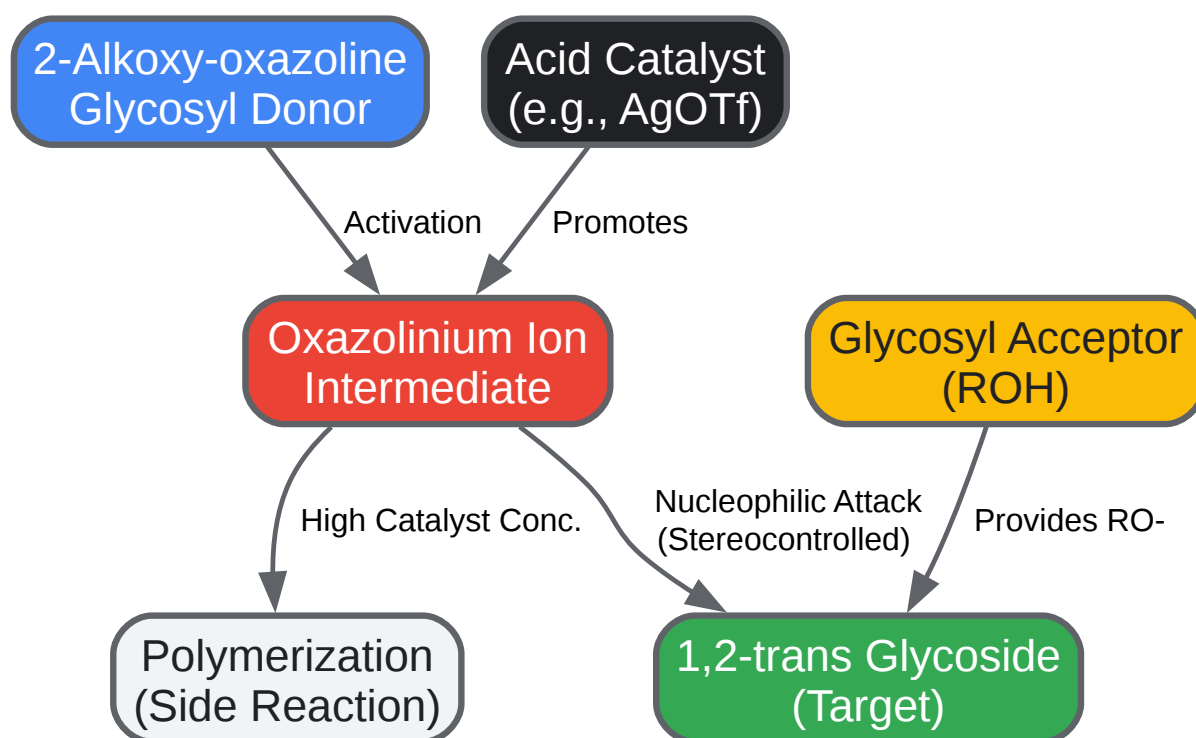 2-Alkoxy-oxazoline
Glycosyl Donor
Acid Catalyst
(e.g., AgOTf)
Activation
Promotes
Oxazolinium Ion
Intermediate
Glycosyl Acceptor
(ROH)
High Catalyst Conc.
Nucleophilic Attack
(Stereocontrolled)
Provides RO-
Polymerization
(Side Reaction)
1,2-trans Glycoside
(Target)